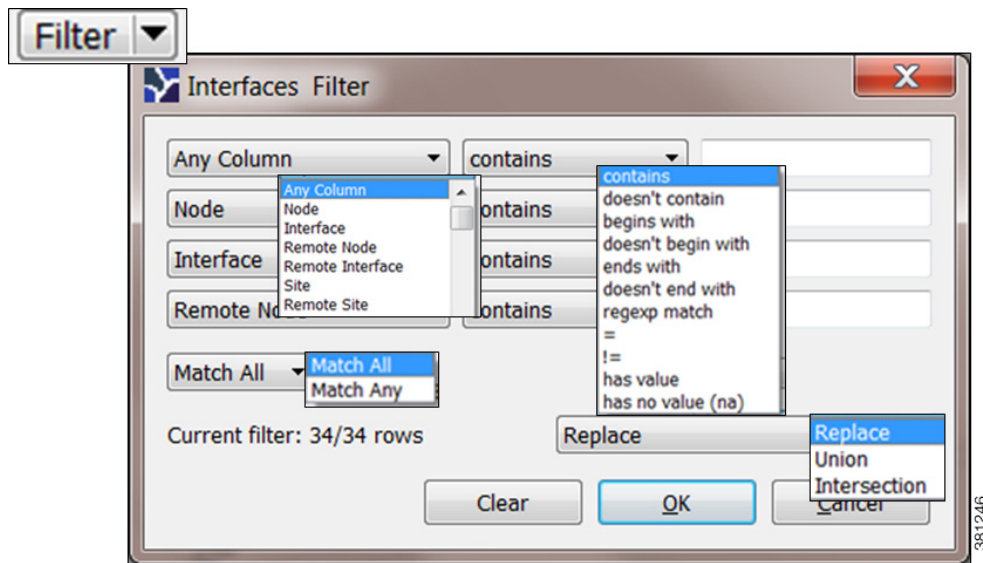 Filter
Interfaces Filter
Any Column contains
Any Column
Node
Interface
Remote Node
Remote Interface
Site
Remote Site
contains
doesn't contain
begins with
doesn't begin with
ends with
doesn't end with
regexp match
=
!=
has value
has no value (na)
Node ontains
Interface ontains
Remote No ontains
Match All
Match All
Match Any
Current filter: 34/34 rows
Replace
Replace
Union
Intersection
Clear OK Cancel
381246